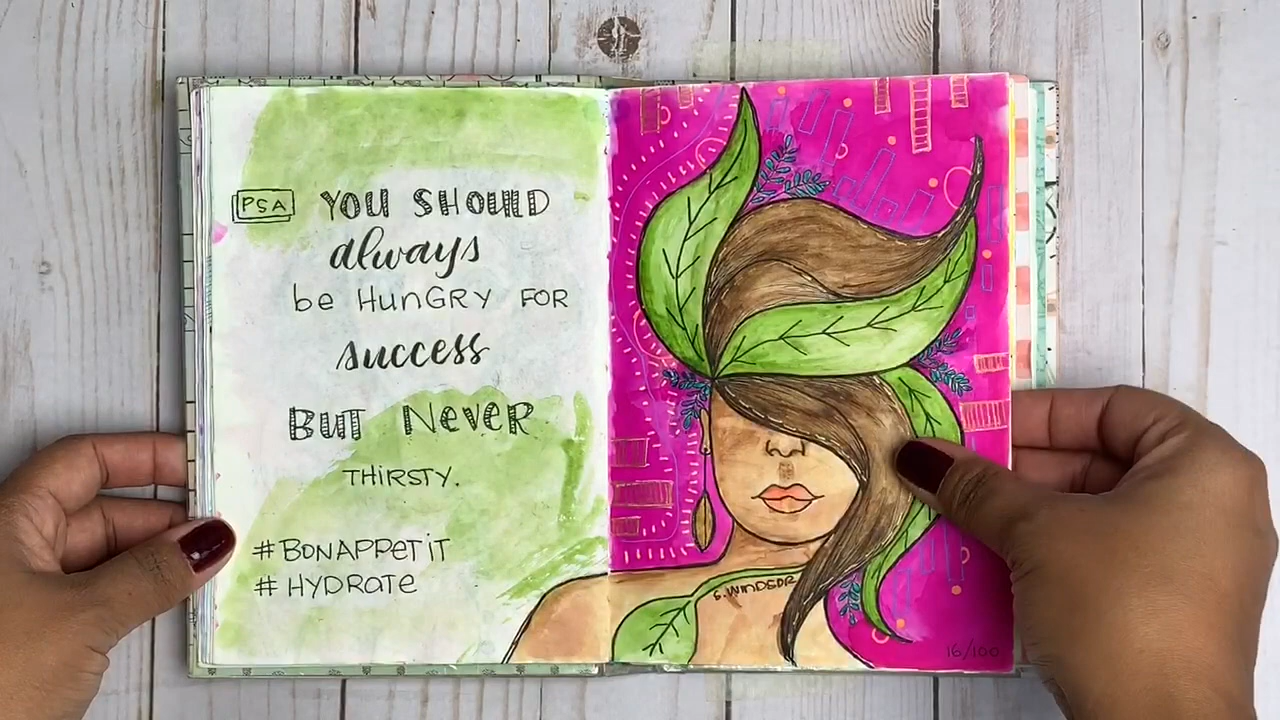 PSA YOU SHOULD
always
be HUNGRY FOR
success
BUT NEVER
THIRSTY.
#BONAPPETIT
#HYDRATE
S.WINDSOR
16/100